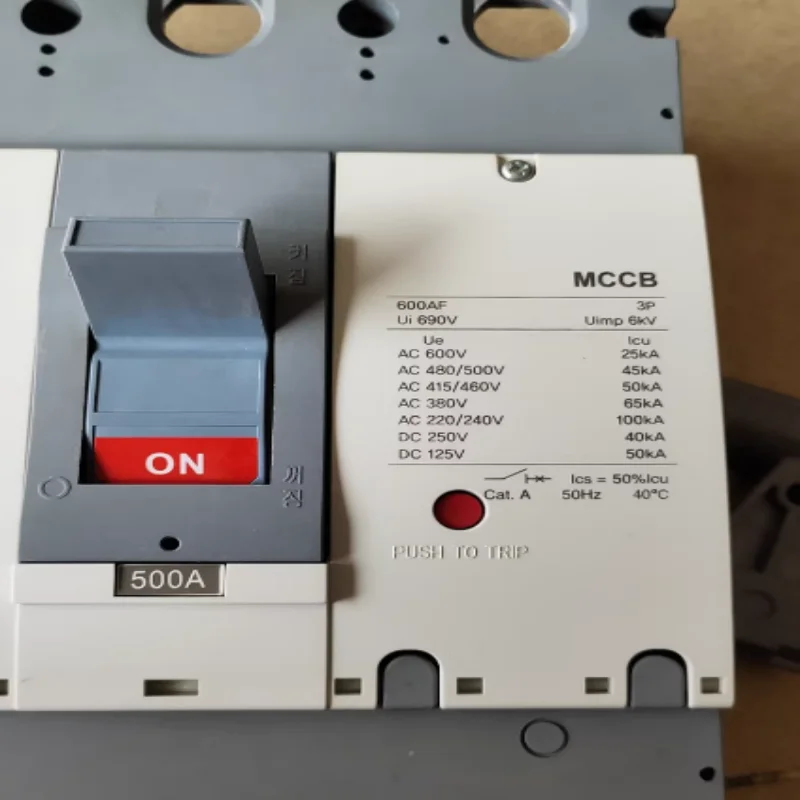 켜
짐
MCCB
600AF 3P
Ui 690V Uimp 6kV
Ue Icu
AC 600V 25kA
AC 480/500V 45kA
AC 415/460V 50kA
AC 380V 65kA
AC 220/240V 100kA
DC 250V 40kA
DC 125V 50kA
Ics = 50%Icu
Cat. A 50Hz 40°C
ON
꺼
짐
PUSH TO TRIP
500A